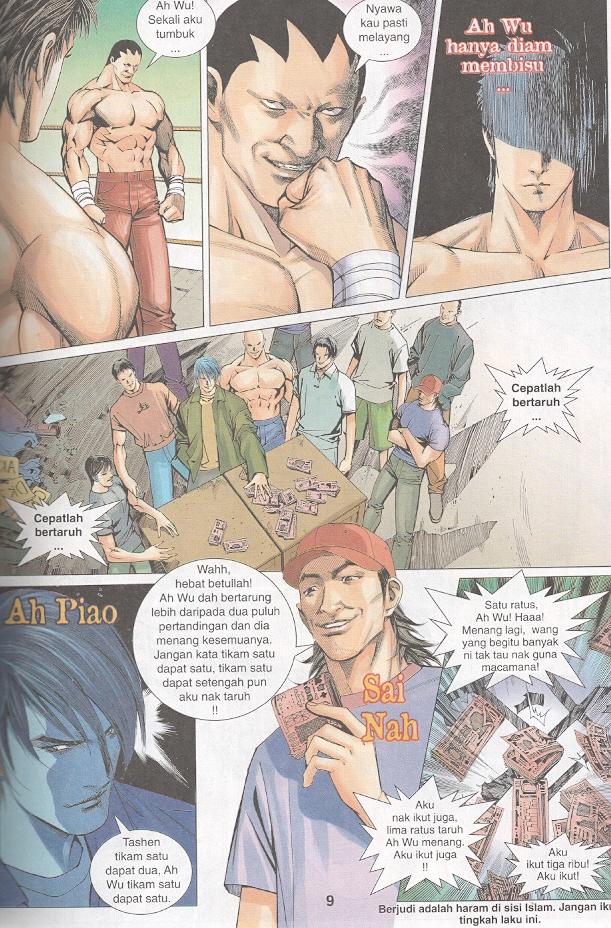 Ah Wu!
Sekali aku
tumbuk
...
Nyawa
kau pasti
melayang
...
Ah Wu
hanya diam
membisu
...
Cepatlah
bertaruh
...
Cepatlah
bertaruh
...
Ah Piao
Wahh,
hebat betullah!
Ah Wu dah bertarung
lebih daripada dua puluh
pertandingan dan dia
menang kesemuanya.
Jangan kata tikam satu
dapat satu, tikam satu
dapat setengah pun
aku nak taruh
!!
Sai
Nah
Satu ratus,
Ah Wu! Haaa!
Menang lagi, wang
yang begitu banyak
ni tak tau nak guna
macamana!
Tashen
tikam satu
dapat dua, Ah
Wu tikam satu
dapat satu.
Aku
nak ikut juga,
lima ratus taruh
Ah Wu menang.
Aku ikut juga
!!
Aku
ikut tiga ribu!
Aku ikut!
9
Berjudi adalah haram di sisi Islam. Jangan iku
tingkah laku ini.